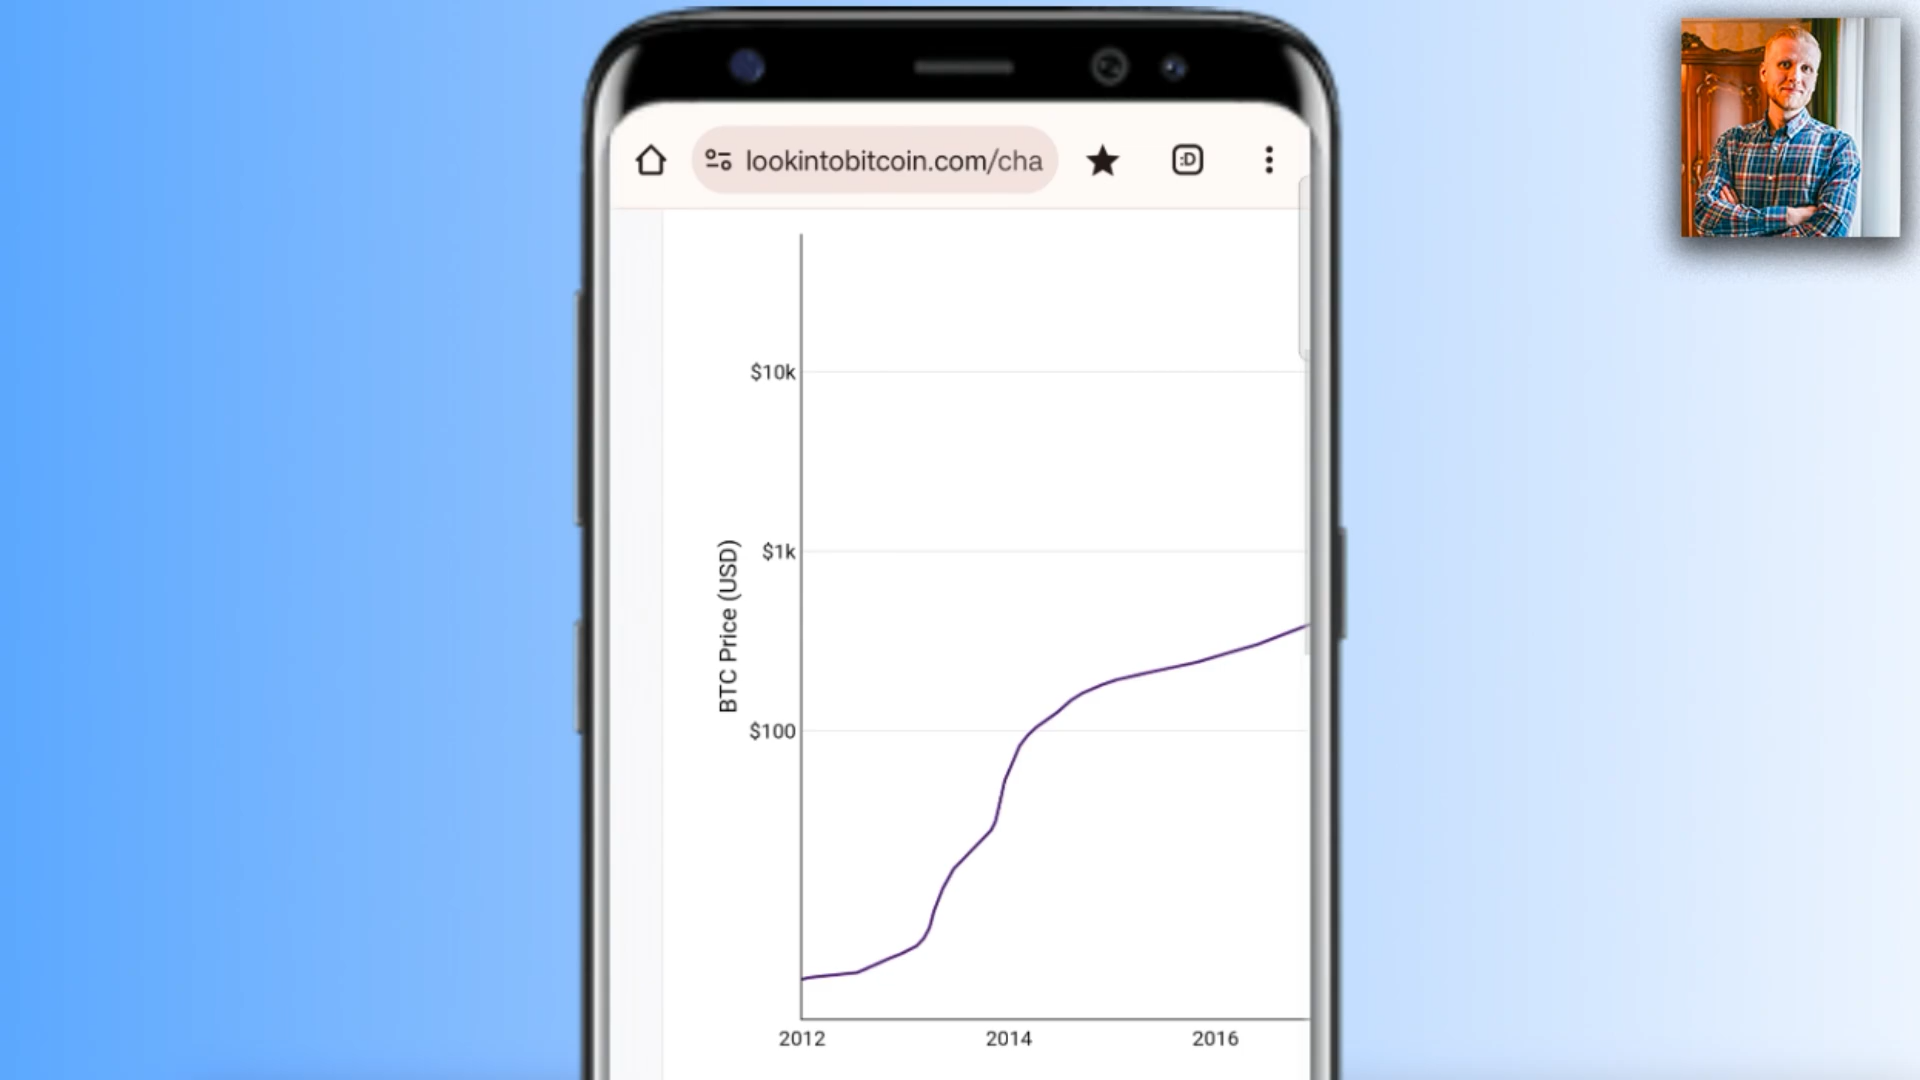 lookintobitcoin.com/cha
:D
$10k
$1k
BTC Price (USD)
$100
2012 2014 2016